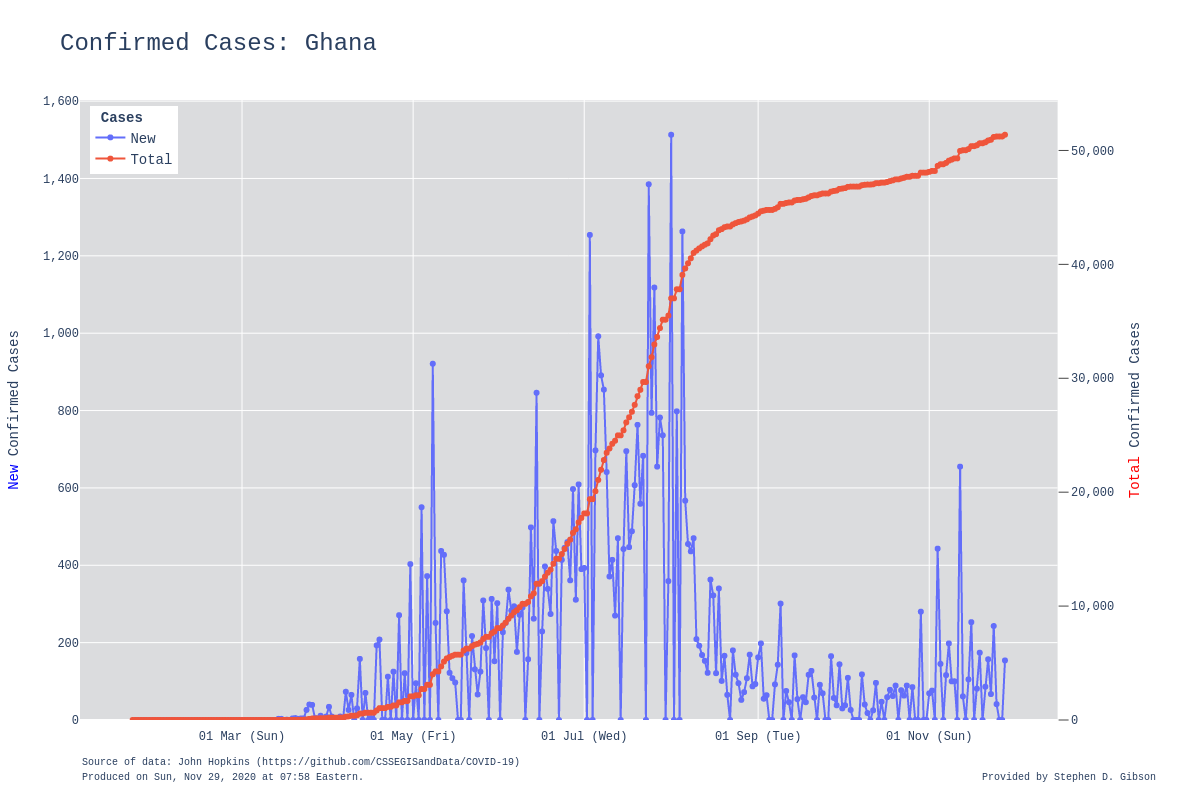 Confirmed Cases: Ghana
Cases
New
Total
1,600
1,400
1,200
1,000
800
600
400
200
0
New Confirmed Cases
50,000
40,000
30,000
20,000
10,000
0
Total Confirmed Cases
01 Mar (Sun) 01 May (Fri) 01 Jul (Wed) 01 Sep (Tue) 01 Nov (Sun)
Source of data: John Hopkins (https://github.com/CSSEGISandData/COVID-19)
Produced on Sun, Nov 29, 2020 at 07:58 Eastern.
Provided by Stephen D. Gibson